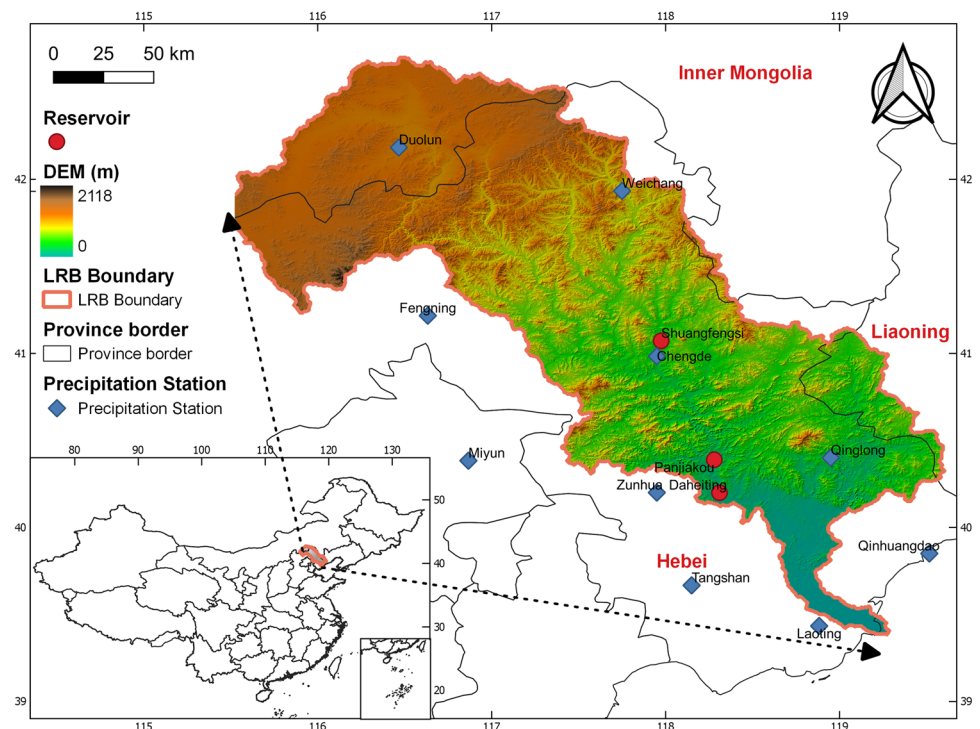 115 116 117 118 119
0 25 50 km
Inner Mongolia
Reservoir
DEM (m)
2118
0
LRB Boundary
LRB Boundary
Province border
Province border
Precipitation Station
Precipitation Station
Duolun
Weichang
Fengning
Shuangfengsi
Chengde
Liaoning
Miyun
Panjiakou
Qinglong
Zunhua
Daheiting
Hebei
Tangshan
Qinhuangdao
Laoting
42
41
40
39
42
41
40
39
80 90 100 110 120 130
50
40
30
20
115 116 117 118 119